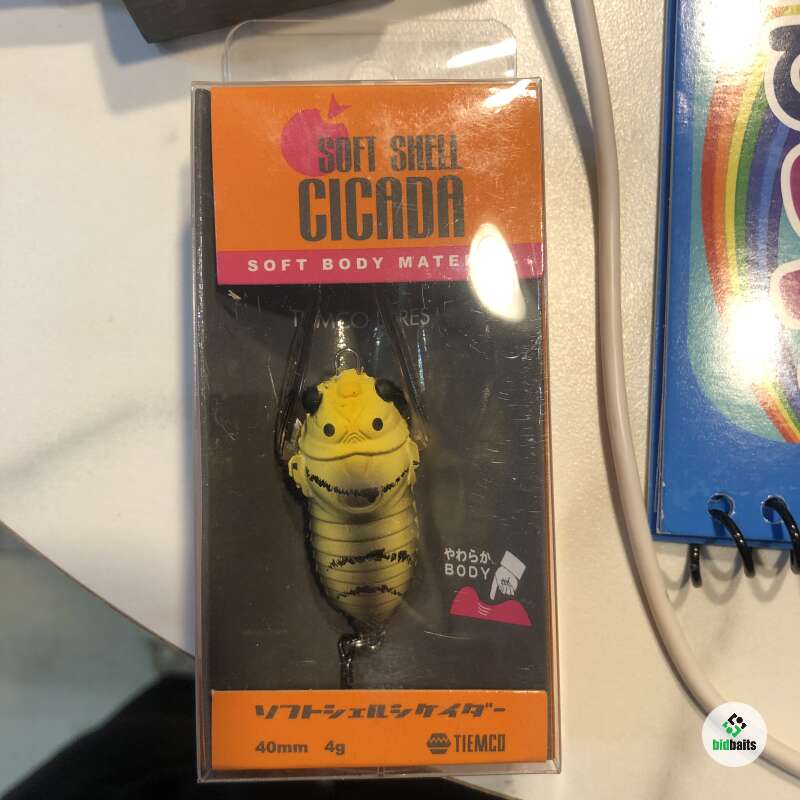 SOFT SHELL
CICADA
SOFT BODY
やわらか
BODY
ソフトシェルシケイダー
40mm 4g
TIEMCO
bidbaits